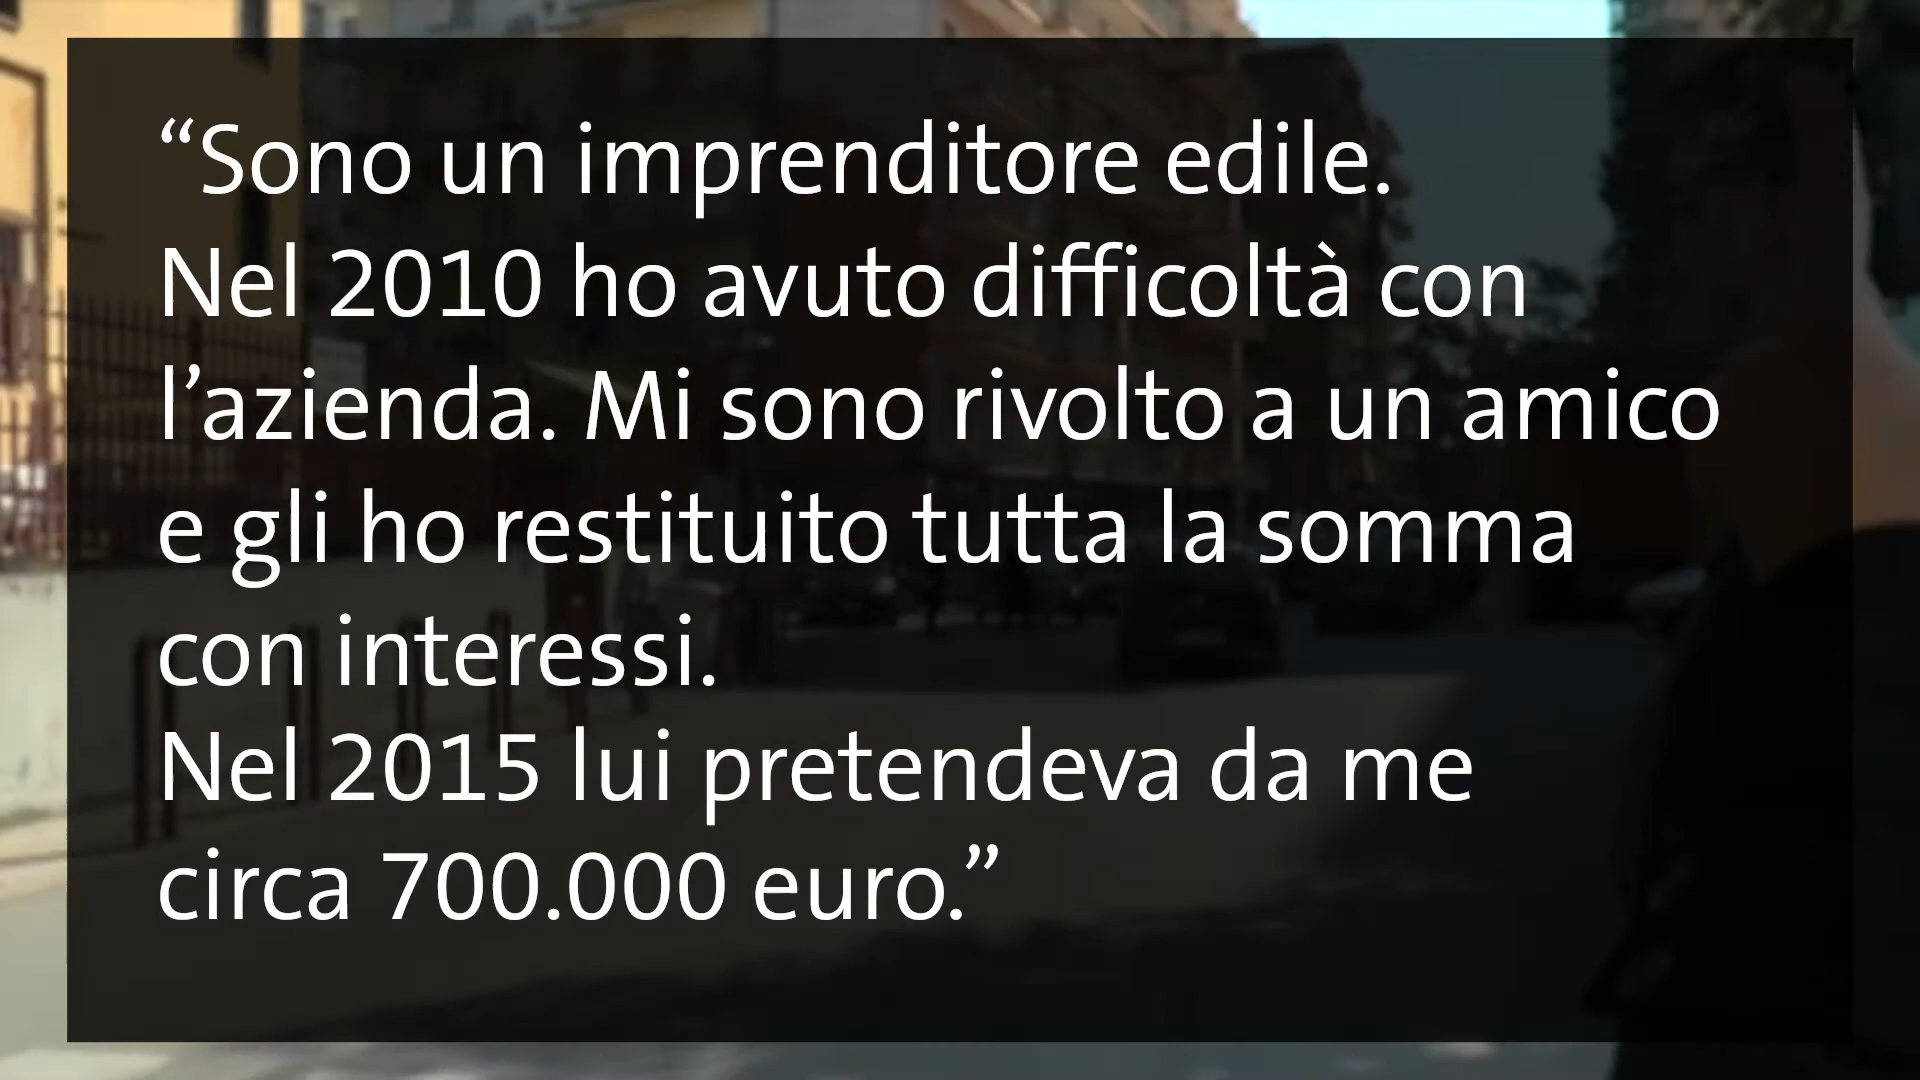 “Sono un imprenditore edile.
Nel 2010 ho avuto difficoltà con
l’azienda. Mi sono rivolto a un amico
e gli ho restituito tutta la somma
con interessi.
Nel 2015 lui pretendeva da me
circa 700.000 euro.”